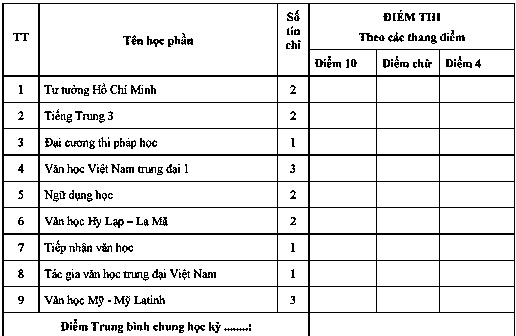 TT Tên học phần Số tín chỉ ĐIỂM THI
Theo các thang điểm
Điểm 10 Điểm chữ Điểm 4
1 Tư tưởng Hồ Chí Minh 2
2 Tiếng Trung 3 2
3 Đại cương thi pháp học 1
4 Văn học Việt Nam trung đại 1 3
5 Ngữ dụng học 2
6 Văn học Hy Lạp – La Mã 2
7 Tiếp nhận văn học 1
8 Tác gia văn học trung đại Việt Nam 1
9 Văn học Mỹ - Mỹ Latinh 3
Điểm Trung bình chung học kỳ ........: